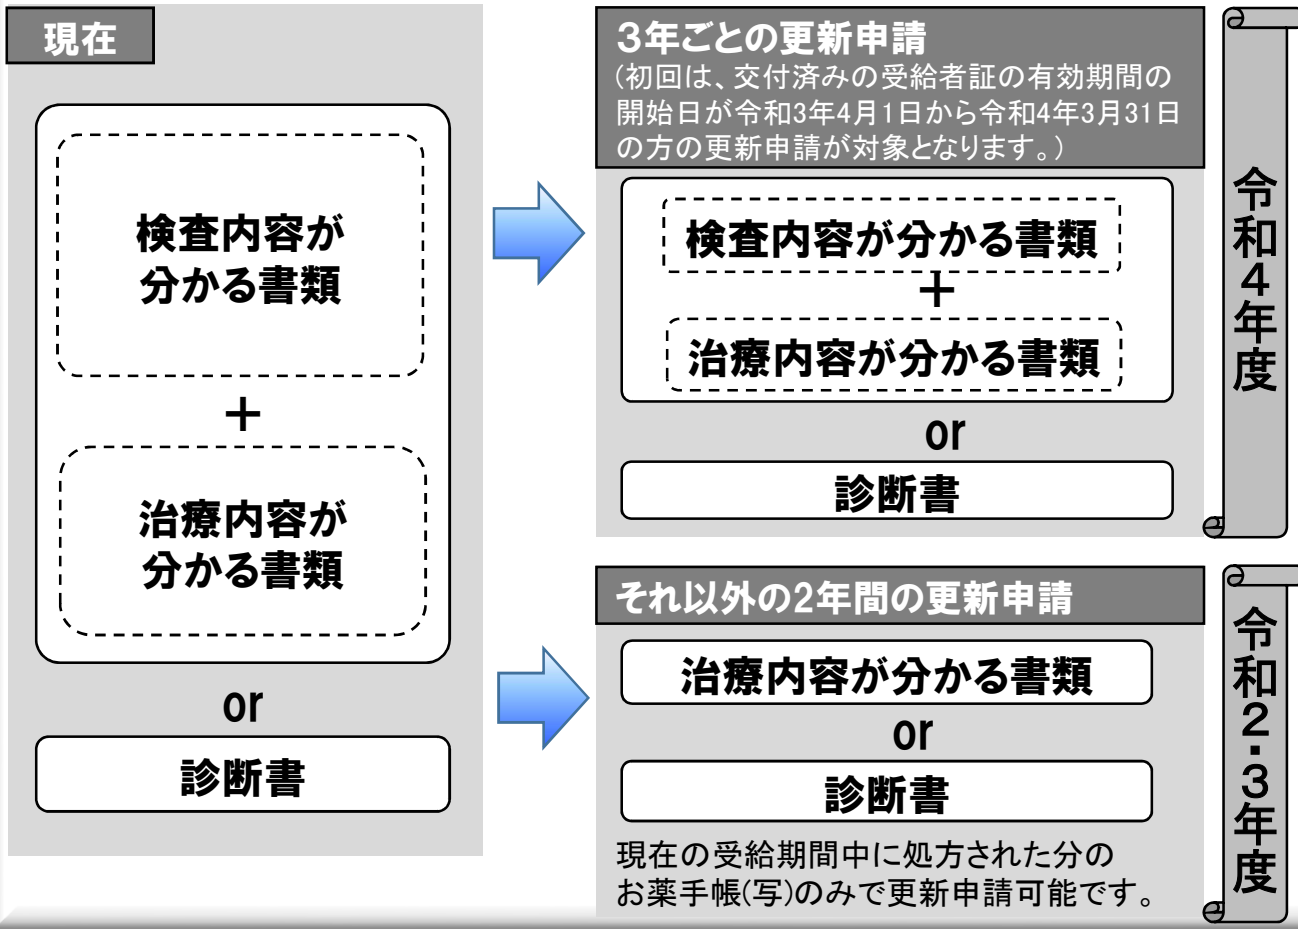 現在
検査内容が
分かる書類
＋
治療内容が
分かる書類
or
診断書
３年ごとの更新申請
(初回は、交付済みの受給者証の有効期間の
開始日が令和3年4月1日から令和4年3月31日
の方の更新申請が対象となります。)
検査内容が分かる書類
＋
治療内容が分かる書類
or
診断書
令和４年度
それ以外の2年間の更新申請
治療内容が分かる書類
or
診断書
現在の受給期間中に処方された分の
お薬手帳(写)のみで更新申請可能です。
令和２・３年度